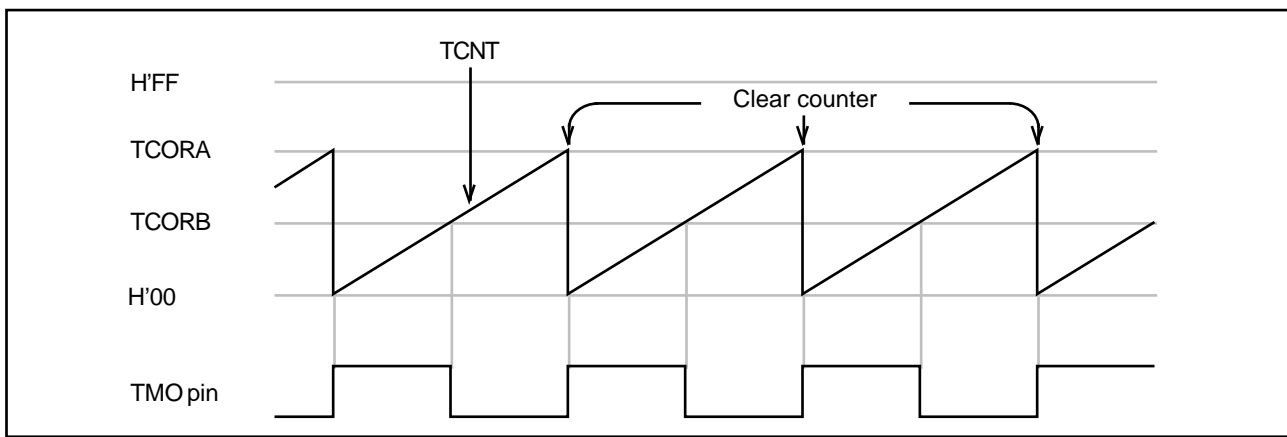 TCNT
H'FF
Clear counter
TCORA
TCORB
H'00
TMO pin